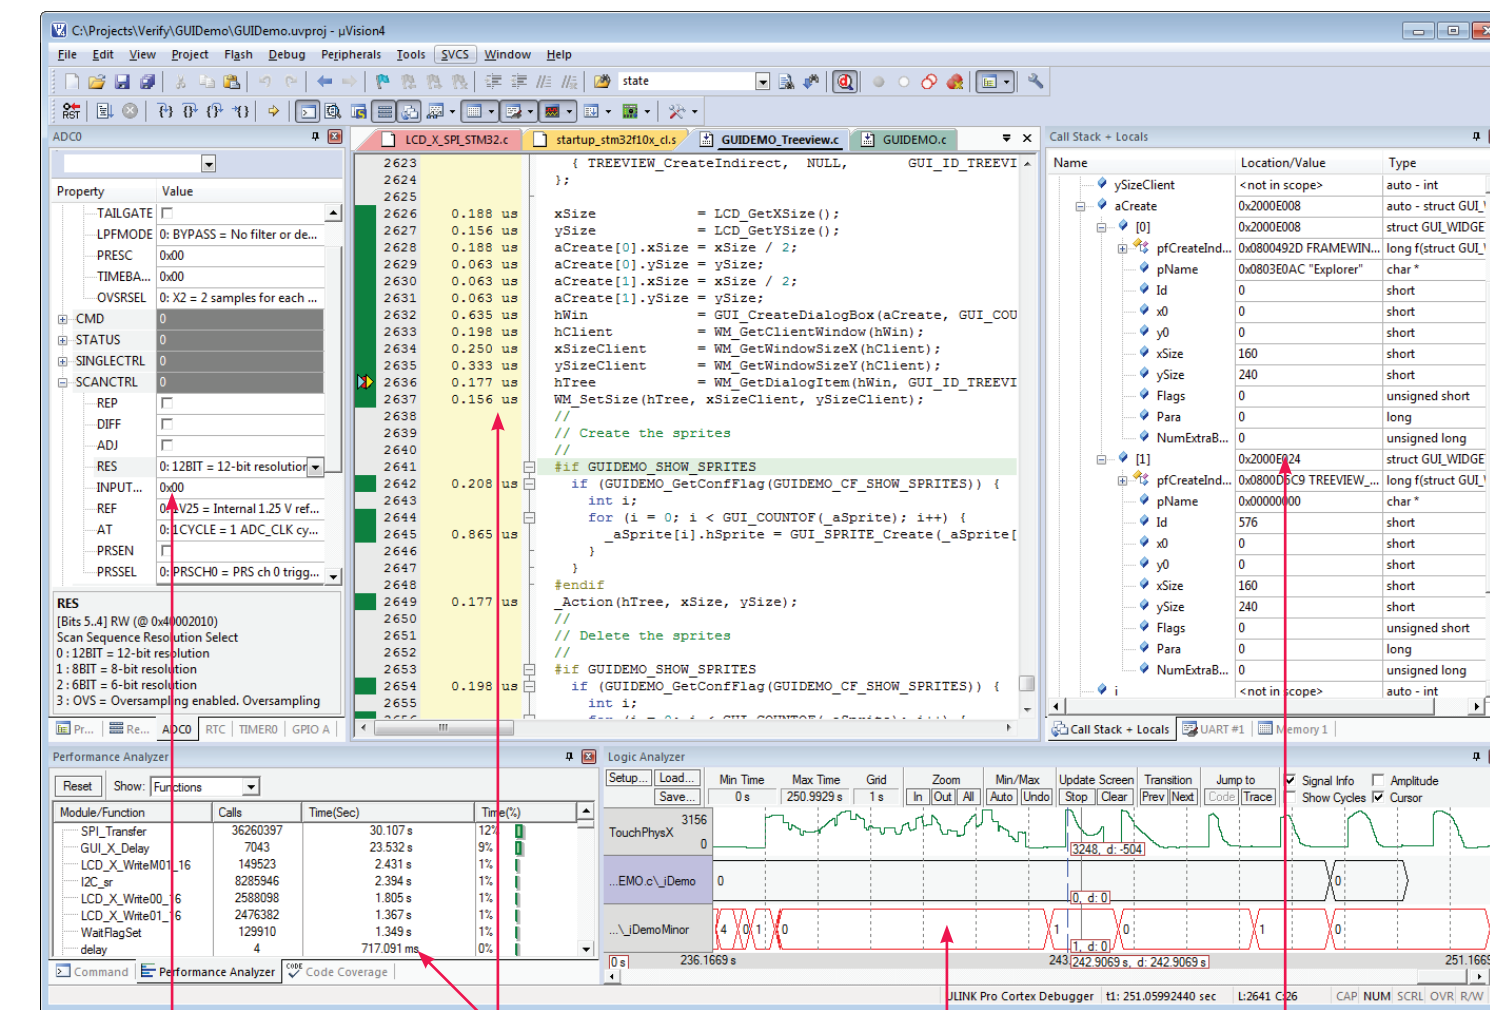 C:\Projects\Verify\GUIDemo\GUIDemo.uvproj - µVision4
File Edit View Project Flash Debug Peripherals Tools SVCS Window Help
state
RST
ADC0
Property Value
TAILGATE
LPFMODE 0: BYPASS = No filter or de...
PRESC 0x00
TIMEBA... 0x00
OVSRSEL 0: X2 = 2 samples for each ...
CMD 0
STATUS 0
SINGLECTRL 0
SCANCTRL 0
REP
DIFF
ADJ
RES 0: 12BIT = 12-bit resolution
INPUT... 0x00
REF V25 = Internal 1.25 V ref...
AT 0: 1CYCLE = 1 ADC_CLK cy...
PRSEN
PRSSEL 0: PRSCH0 = PRS ch 0 trigg...
RES
[Bits 5..4] RW (@ 0x40002010)
Scan Sequence Resolution Select
0 : 12BIT = 12-bit resolution
1 : 8BIT = 8-bit resolution
2 : 6BIT = 6-bit resolution
3 : OVS = Oversampling enabled. Oversampling
Pr... Re... ADC0 RTC TIMER0 GPIO A
LCD_X_SPI_STM32.c startup_stm32f10x_cl.s GUIDEMO_Treeview.c GUIDEMO.c
2623 { TREEVIEW_CreateIndirect, NULL, GUI_ID_TREEVI
2624 };
2625
2626 0.188 us xSize = LCD_GetXSize();
2627 0.156 us ySize = LCD_GetYSize();
2628 0.188 us aCreate[0].xSize = xSize / 2;
2629 0.063 us aCreate[0].ySize = ySize;
2630 0.063 us aCreate[1].xSize = xSize / 2;
2631 0.063 us aCreate[1].ySize = ySize;
2632 0.635 us hWin = GUI_CreateDialogBox(aCreate, GUI_COU
2633 0.198 us hClient = WM_GetClientWindow(hWin);
2634 0.250 us xSizeClient = WM_GetWindowSizeX(hClient);
2635 0.333 us ySizeClient = WM_GetWindowSizeY(hClient);
2636 0.177 us hTree = WM_GetDialogItem(hWin, GUI_ID_TREEVI
2637 0.156 us WM_SetSize(hTree, xSizeClient, ySizeClient);
2638 //
2639 // Create the sprites
2640 //
2641 #if GUIDEMO_SHOW_SPRITES
2642 0.208 us if (GUIDEMO_GetConfFlag(GUIDEMO_CF_SHOW_SPRITES)) {
2643 int i;
2644 for (i = 0; i < GUI_COUNTOF(_aSprite); i++) {
2645 0.865 us _aSprite[i].hSprite = GUI_SPRITE_Create(_aSprite[
2646 }
2647 }
2648 #endif
2649 0.177 us _Action(hTree, xSize, ySize);
2650 //
2651 // Delete the sprites
2652 //
2653 #if GUIDEMO_SHOW_SPRITES
2654 0.198 us if (GUIDEMO_GetConfFlag(GUIDEMO_CF_SHOW_SPRITES)) {
2655 int i;
2656 for (i = 0; i < GUI_COUNTOF(_aSprite); i++) {
Call Stack + Locals
Name Location/Value Type
ySizeClient <not in scope> auto - int
aCreate 0x2000E008 auto - struct GUI_
[0] 0x2000E008 struct GUI_WIDGE
pfCreateInd... 0x0800492D FRAMEWIN... long f(struct GUI_
pName 0x0803E0AC "Explorer" char *
Id 0 short
x0 0 short
y0 0 short
xSize 160 short
ySize 240 short
Flags 0 unsigned short
Para 0 long
NumExtraB... 0 unsigned long
[1] 0x2000E024 struct GUI_WIDGE
pfCreateInd... 0x0800D5C9 TREEVIEW_... long f(struct GUI_
pName 0x00000000 char *
Id 576 short
x0 0 short
y0 0 short
xSize 160 short
ySize 240 short
Flags 0 unsigned short
Para 0 long
NumExtraB... 0 unsigned long
i <not in scope> auto - int
Call Stack + Locals UART #1 Memory 1
Performance Analyzer
Reset Show: Functions
Module/Function Calls Time(Sec) Time(%)
SPI_Transfer 36260397 30.107 s 12%
GUI_X_Delay 7043 23.532 s 9%
LCD_X_WriteM01_16 149523 2.431 s 1%
I2C_sr 8285946 2.394 s 1%
LCD_X_Write00_16 2588098 1.805 s 1%
LCD_X_Write01_16 2476382 1.367 s 1%
WaitFlagSet 129910 1.349 s 1%
delay 4 717.091 ms 0%
Command Performance Analyzer Code Coverage
Logic Analyzer
Setup... Load... Min Time Max Time Grid Zoom Min/Max Update Screen Transition Jump to Signal Info Amplitude
Save... 0 s 250.9929 s 1 s In Out All Auto Undo Stop Clear Prev Next Code Trace Show Cycles Cursor
3156
TouchPhysX
0
3248, d: -504
...EMO.c\_iDemo 0 0
0, d: 0
...\_iDemoMinor 4 0 1 0 1 0 1 0
1, d: 0
0 s 236.1669 s 243. 242.9069 s, d: 242.9069 s 251.1669
ULINK Pro Cortex Debugger t1: 251.05992440 sec L:2641 C:26 CAP NUM SCRL OVR R/W